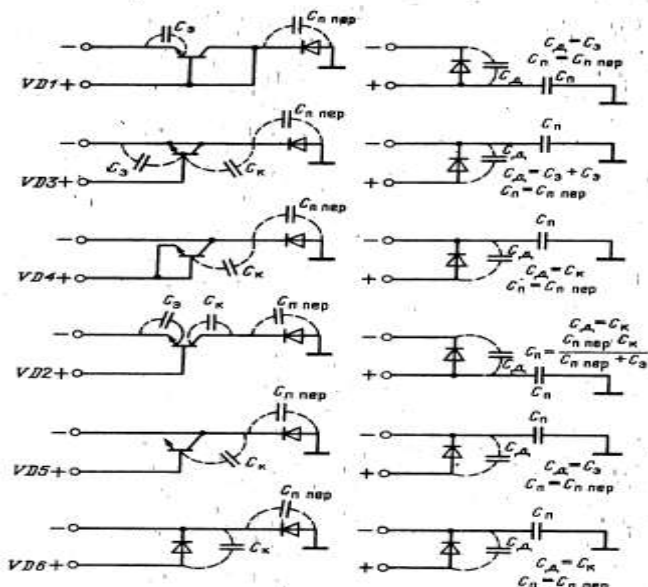 Cэ
Cп пер
−
VD1+
−
+
Cд
Cп
Cд=Cэ
Cп=Cп пер
−
VD3+
Cэ
Cк
Cп пер
−
+
Cд
Cп
Cд=Cэ+Cэ
Cп=Cп пер
−
VD4+
Cк
Cп пер
−
+
Cд
Cп
Cд=Cк
Cп=Cп пер
Cэ
Cк
Cп пер
−
VD2+
−
+
Cд
Cп
Cд=Cк
Cп=Cп пер·Cк
Cп пер+Cэ
−
VD5+
Cк
Cп пер
−
+
Cд
Cп
Cд=Cэ
Cп=Cп пер
−
VD6+
Cк
Cп пер
−
+
Cд
Cп
Cд=Cк
Cп=Cп пер